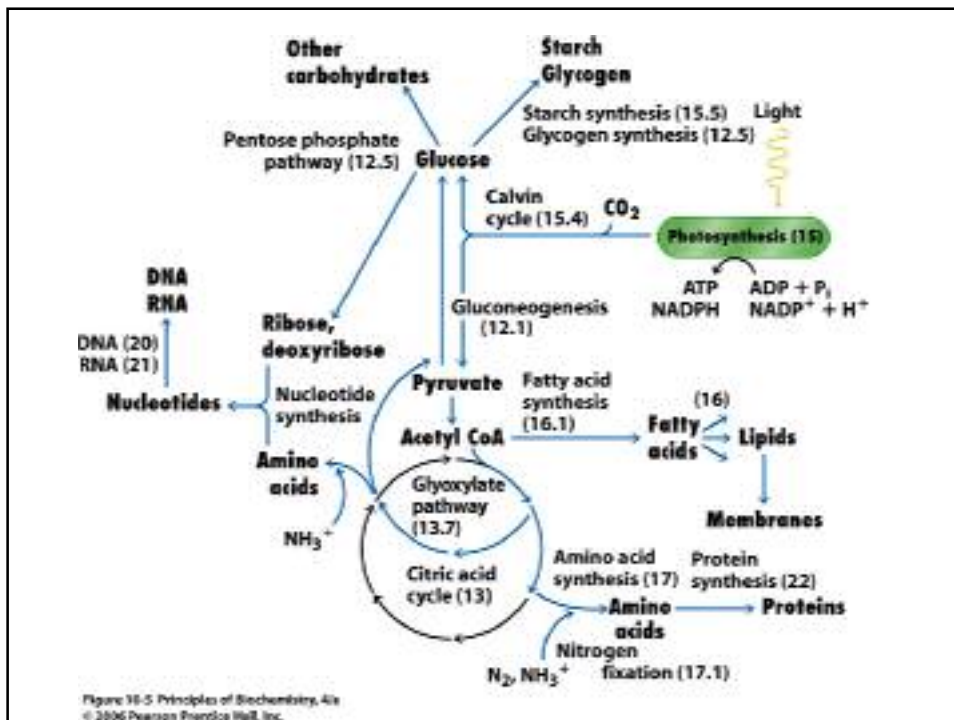 Other
carbohydrates
Starch
Glycogen
Starch synthesis (15.5)
Glycogen synthesis (12.5)
Light
Pentose phosphate
pathway (12.5)
Glucose
Calvin
cycle (15.4)
CO₂
Photosynthesis (15)
ATP
NADPH
ADP + Pᵢ
NADP⁺ + H⁺
DNA
RNA
Gluconeogenesis
(12.1)
DNA (20)
RNA (21)
Ribose,
deoxyribose
Nucleotides
Nucleotide
synthesis
Pyruvate
Fatty acid
synthesis
(16.1)
(16)
Acetyl CoA
Fatty
acids
Lipids
Amino
acids
Glyoxylate
pathway
(13.7)
Membranes
NH₃⁺
Citric acid
cycle (13)
Amino acid
synthesis (17)
Protein
synthesis (22)
Amino
acids
Proteins
N₂, NH₃⁺
Nitrogen
fixation (17.1)
Figure 10-5 Principles of Biochemistry, 4/e
© 2006 Pearson Prentice Hall, Inc.